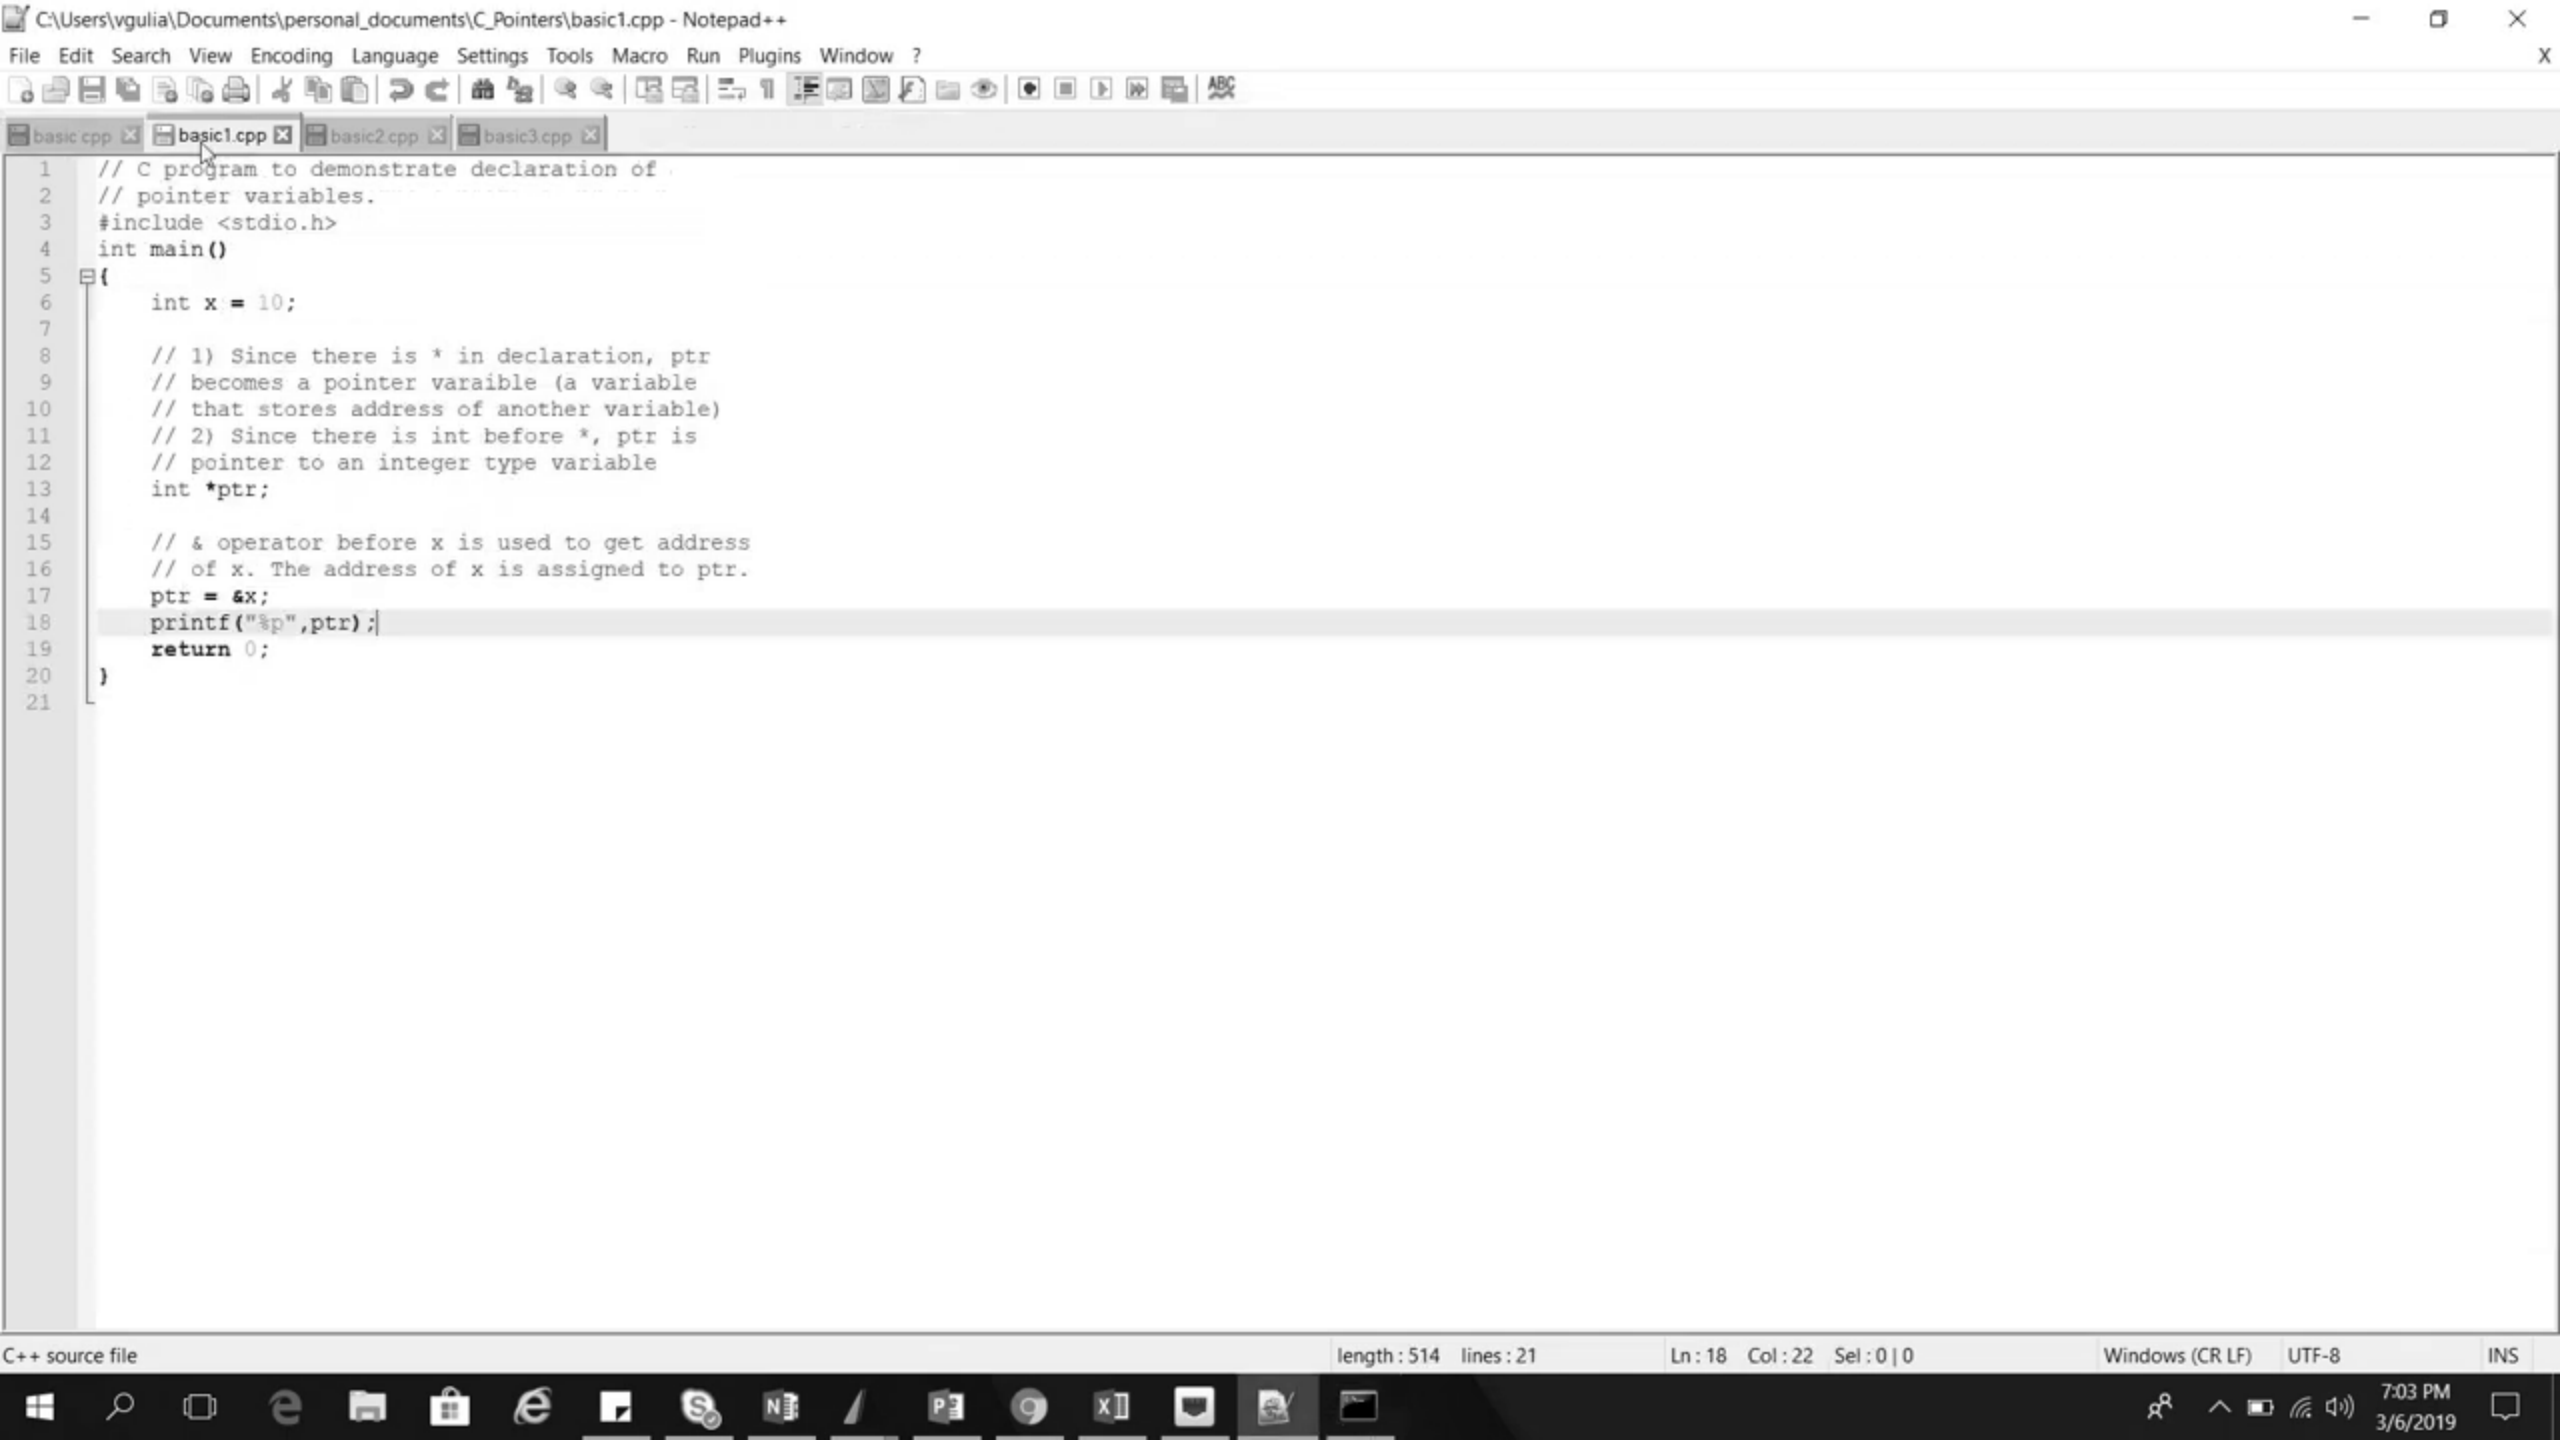 C:\Users\vgulia\Documents\personal_documents\C_Pointers\basic1.cpp - Notepad++
File Edit Search View Encoding Language Settings Tools Macro Run Plugins Window ? X
ABC
basic cpp basic1.cpp basic2.cpp basic3.cpp
1 // C program to demonstrate declaration of
2 // pointer variables.
3 #include <stdio.h>
4 int main()
5 {
6 int x = 10;
7
8 // 1) Since there is * in declaration, ptr
9 // becomes a pointer varaible (a variable
10 // that stores address of another variable)
11 // 2) Since there is int before *, ptr is
12 // pointer to an integer type variable
13 int *ptr;
14
15 // & operator before x is used to get address
16 // of x. The address of x is assigned to ptr.
17 ptr = &x;
18 printf("%p",ptr);
19 return 0;
20 }
21
C++ source file length : 514 lines : 21 Ln : 18 Col : 22 Sel : 0 | 0 Windows (CR LF) UTF-8 INS
7:03 PM
3/6/2019